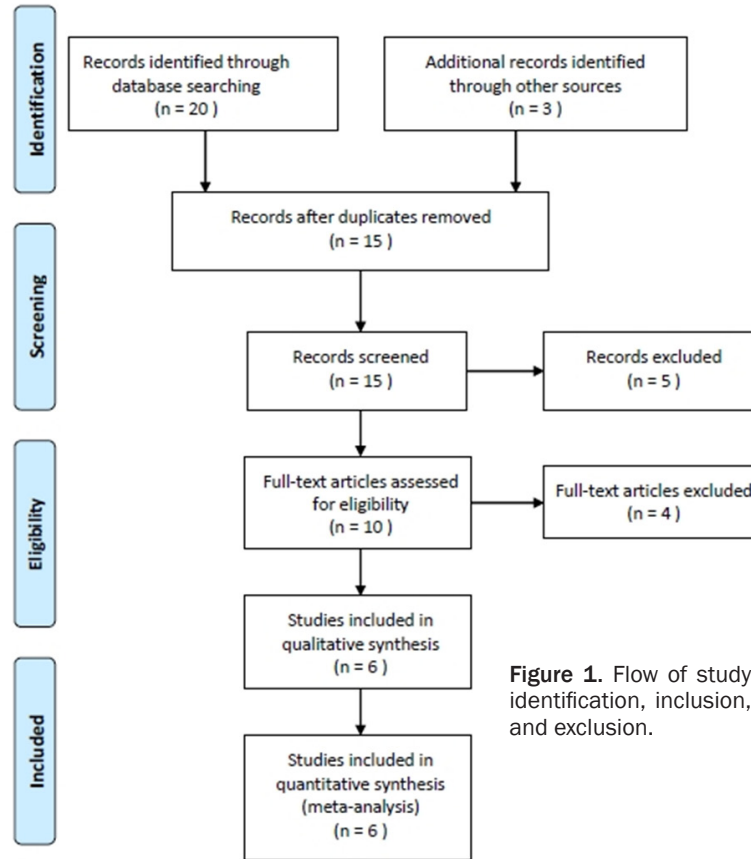 Identification
Records identified through
database searching
(n = 20 )
Additional records identified
through other sources
(n = 3 )
Records after duplicates removed
(n = 15 )
Screening
Records screened
(n = 15 )
Records excluded
(n = 5 )
Eligibility
Full-text articles assessed
for eligibility
(n = 10 )
Full-text articles excluded
(n = 4 )
Studies included in
qualitative synthesis
(n = 6 )
Figure 1. Flow of study
identification, inclusion,
and exclusion.
Included
Studies included in
quantitative synthesis
(meta-analysis)
(n = 6 )